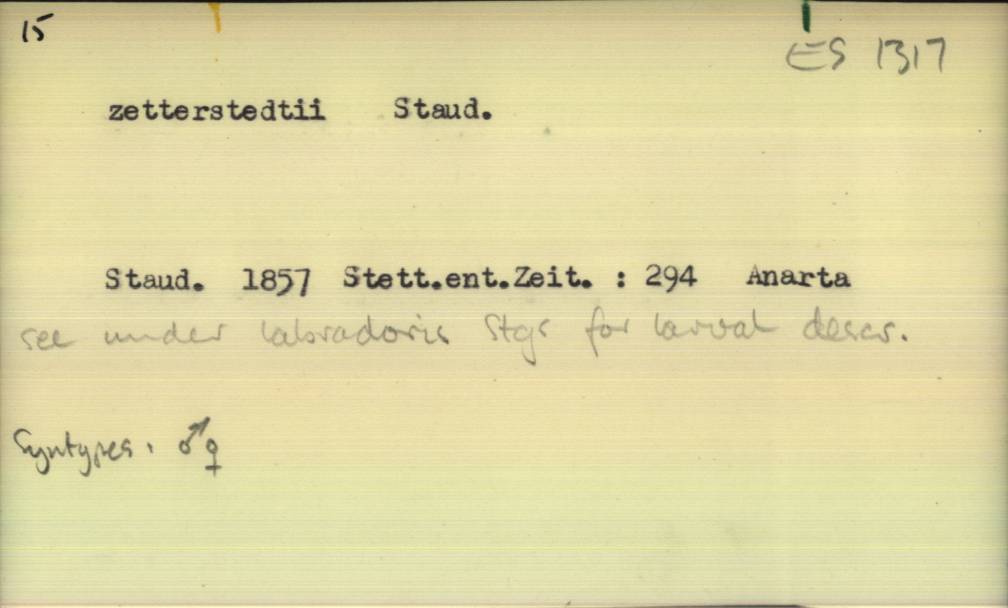 15
ES 1317
zetterstedtii Staud.
Staud. 1857 Stett.ent.Zeit. : 294 Anarta
see under labradoris Stgr for larval descr.
Syntypes. ♂♀